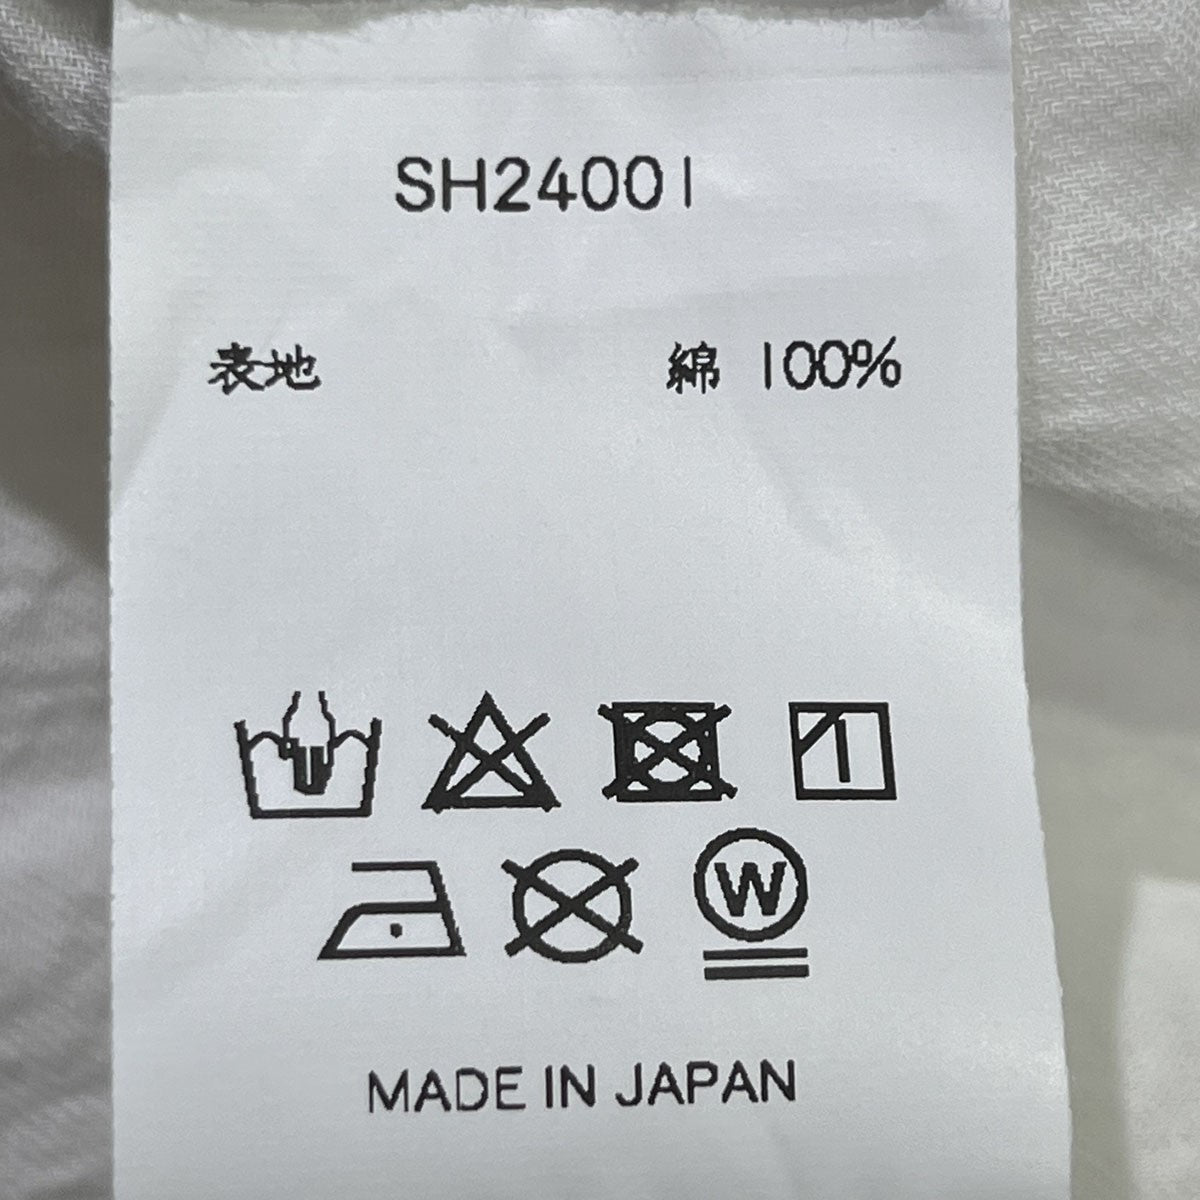 SH24001
表地 綿 100%
W
MADE IN JAPAN